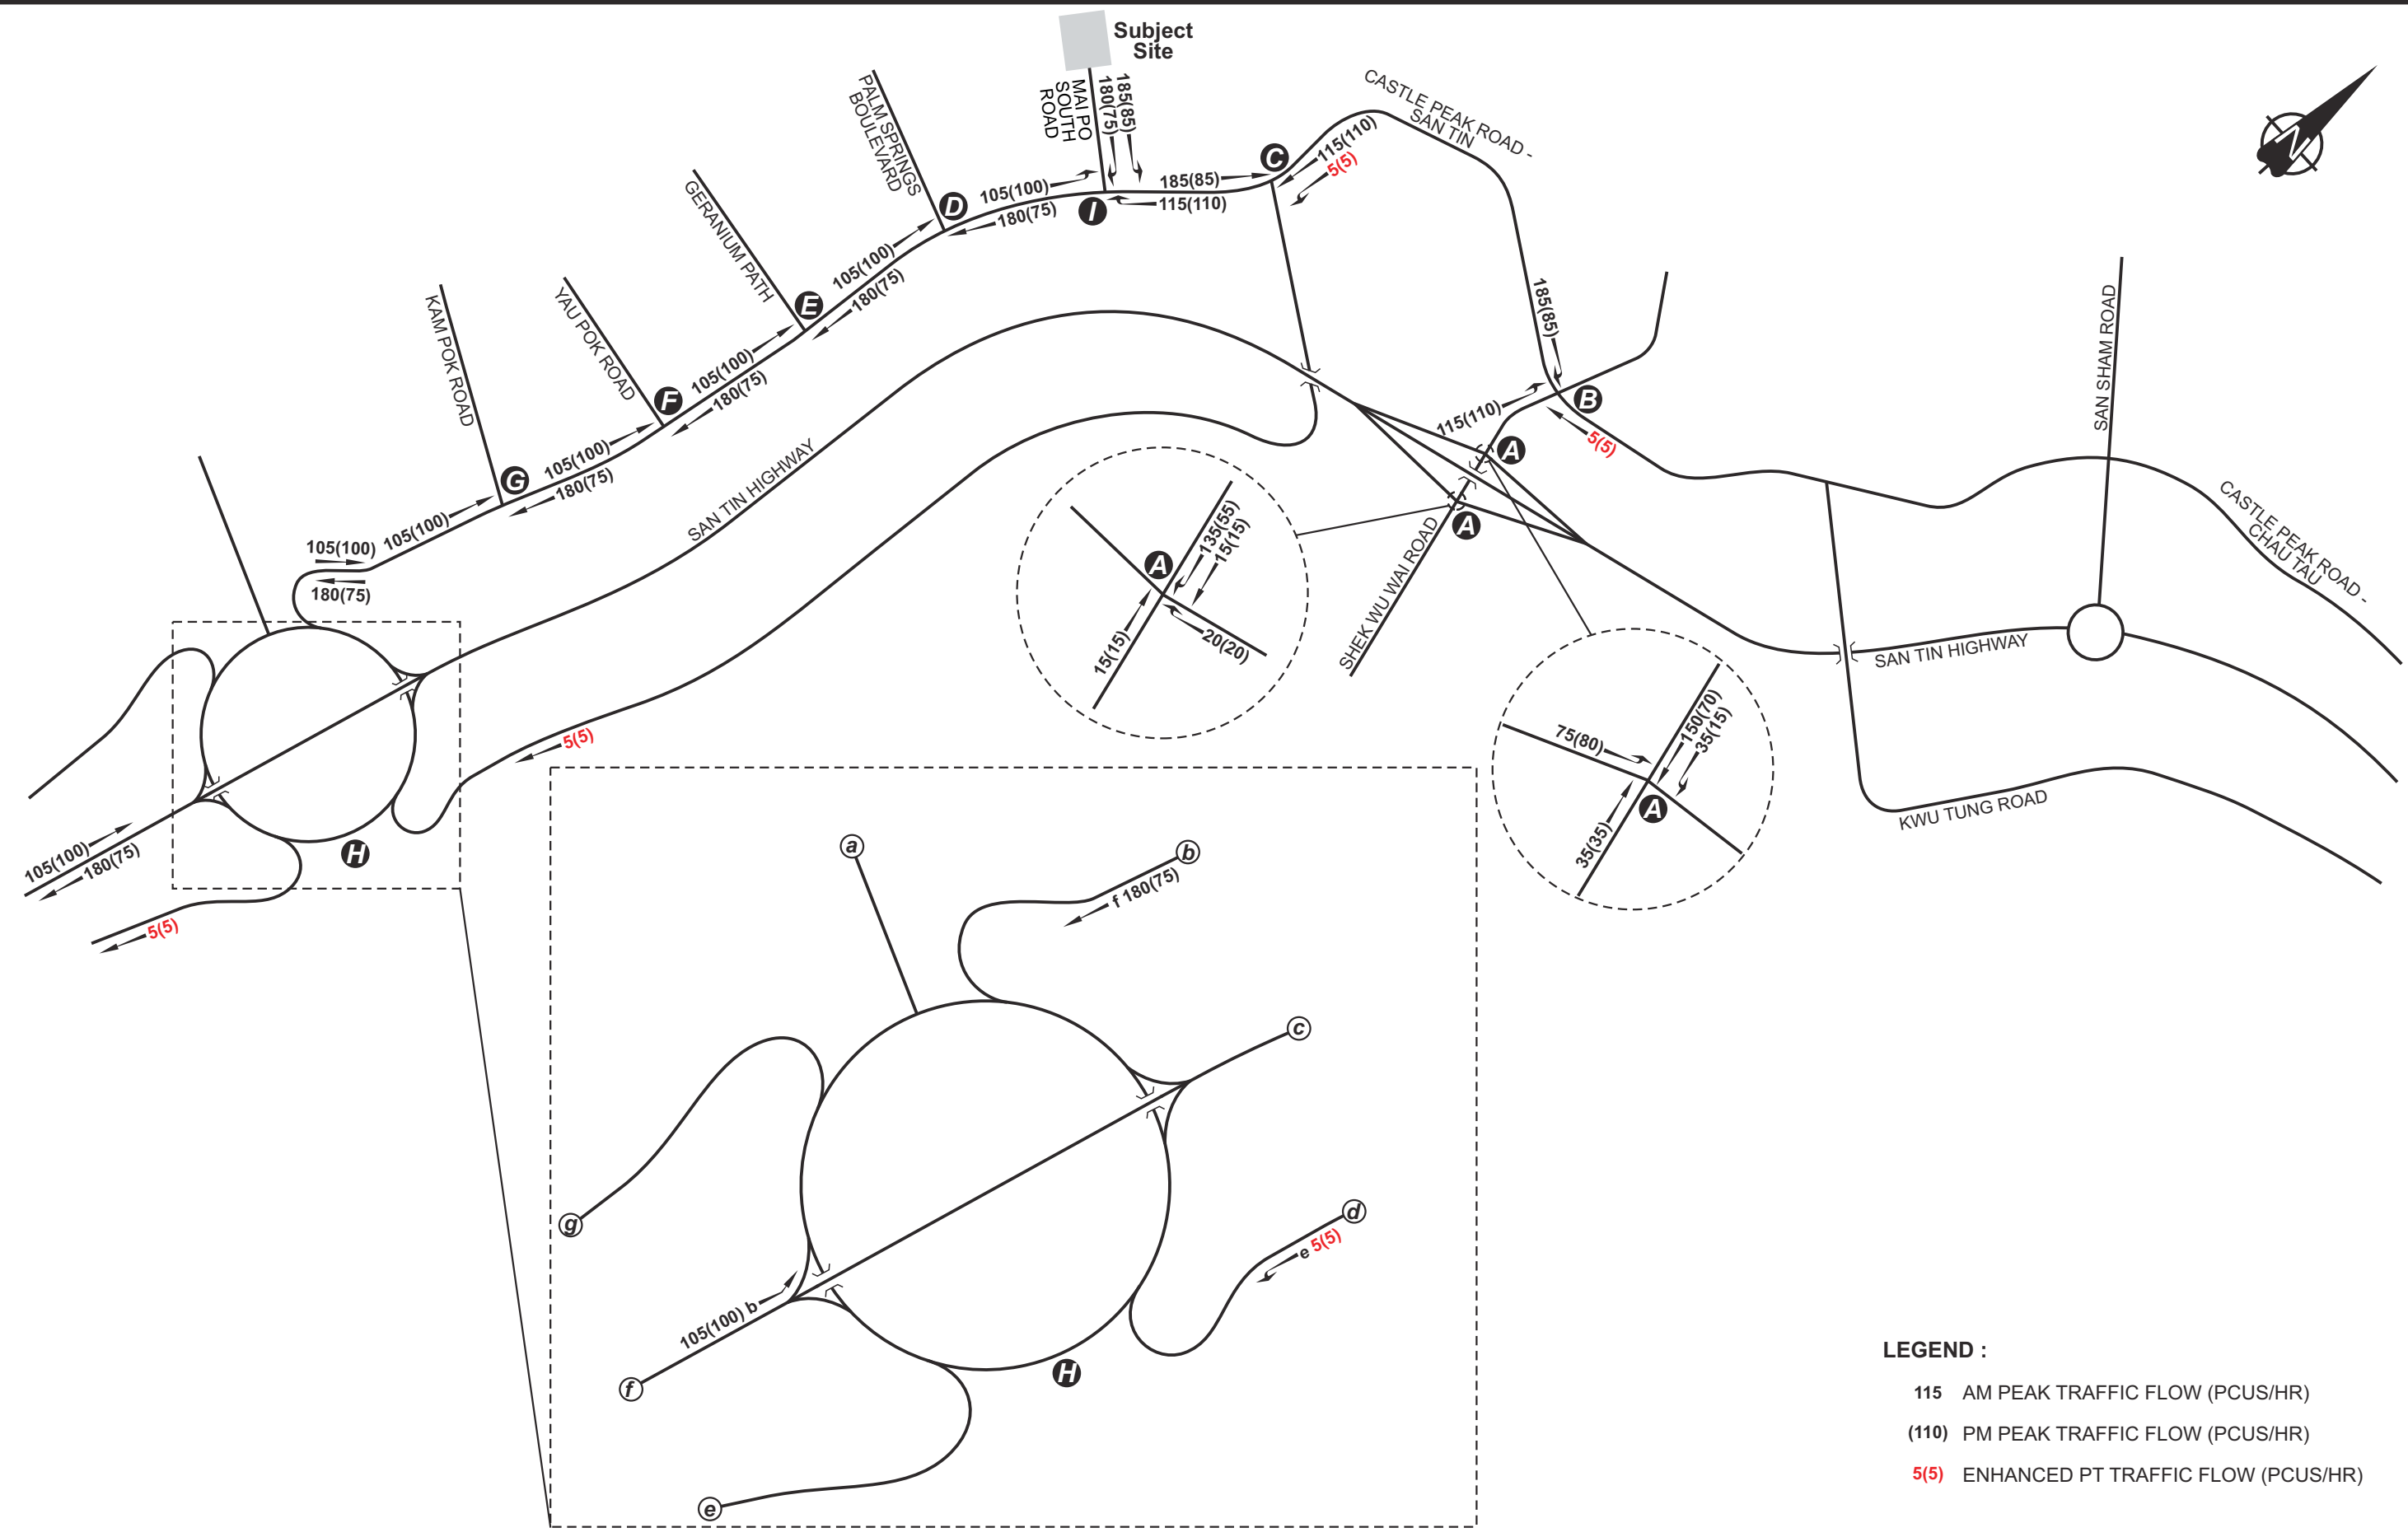 Subject
Site
MAI PO
SOUTH
ROAD
180(75)
185(85)
PALM SPRINGS
BOULEVARD
CASTLE PEAK ROAD -
SAN TIN
N
C
115(110)
5(5)
GERANIUM PATH
D
105(100)
180(75)
I
185(85)
115(110)
KAM POK ROAD
YAU POK ROAD
E
105(100)
180(75)
185(85)
SAN SHAM ROAD
F
105(100)
180(75)
115(110)
B
5(5)
G
105(100)
180(75)
SAN TIN HIGHWAY
A
A
SHEK WU WAI ROAD
CASTLE PEAK ROAD -
CHAU TAU
105(100)
105(100)
180(75)
A
135(55)
15(15)
15(15)
20(20)
SAN TIN HIGHWAY
75(80)
150(70)
35(15)
35(35)
A
KWU TUNG ROAD
5(5)
105(100)
180(75)
H
5(5)
a
b
f 180(75)
c
g
d
e 5(5)
105(100) b
f
H
e
LEGEND :
115 AM PEAK TRAFFIC FLOW (PCUS/HR)
(110) PM PEAK TRAFFIC FLOW (PCUS/HR)
5(5) ENHANCED PT TRAFFIC FLOW (PCUS/HR)